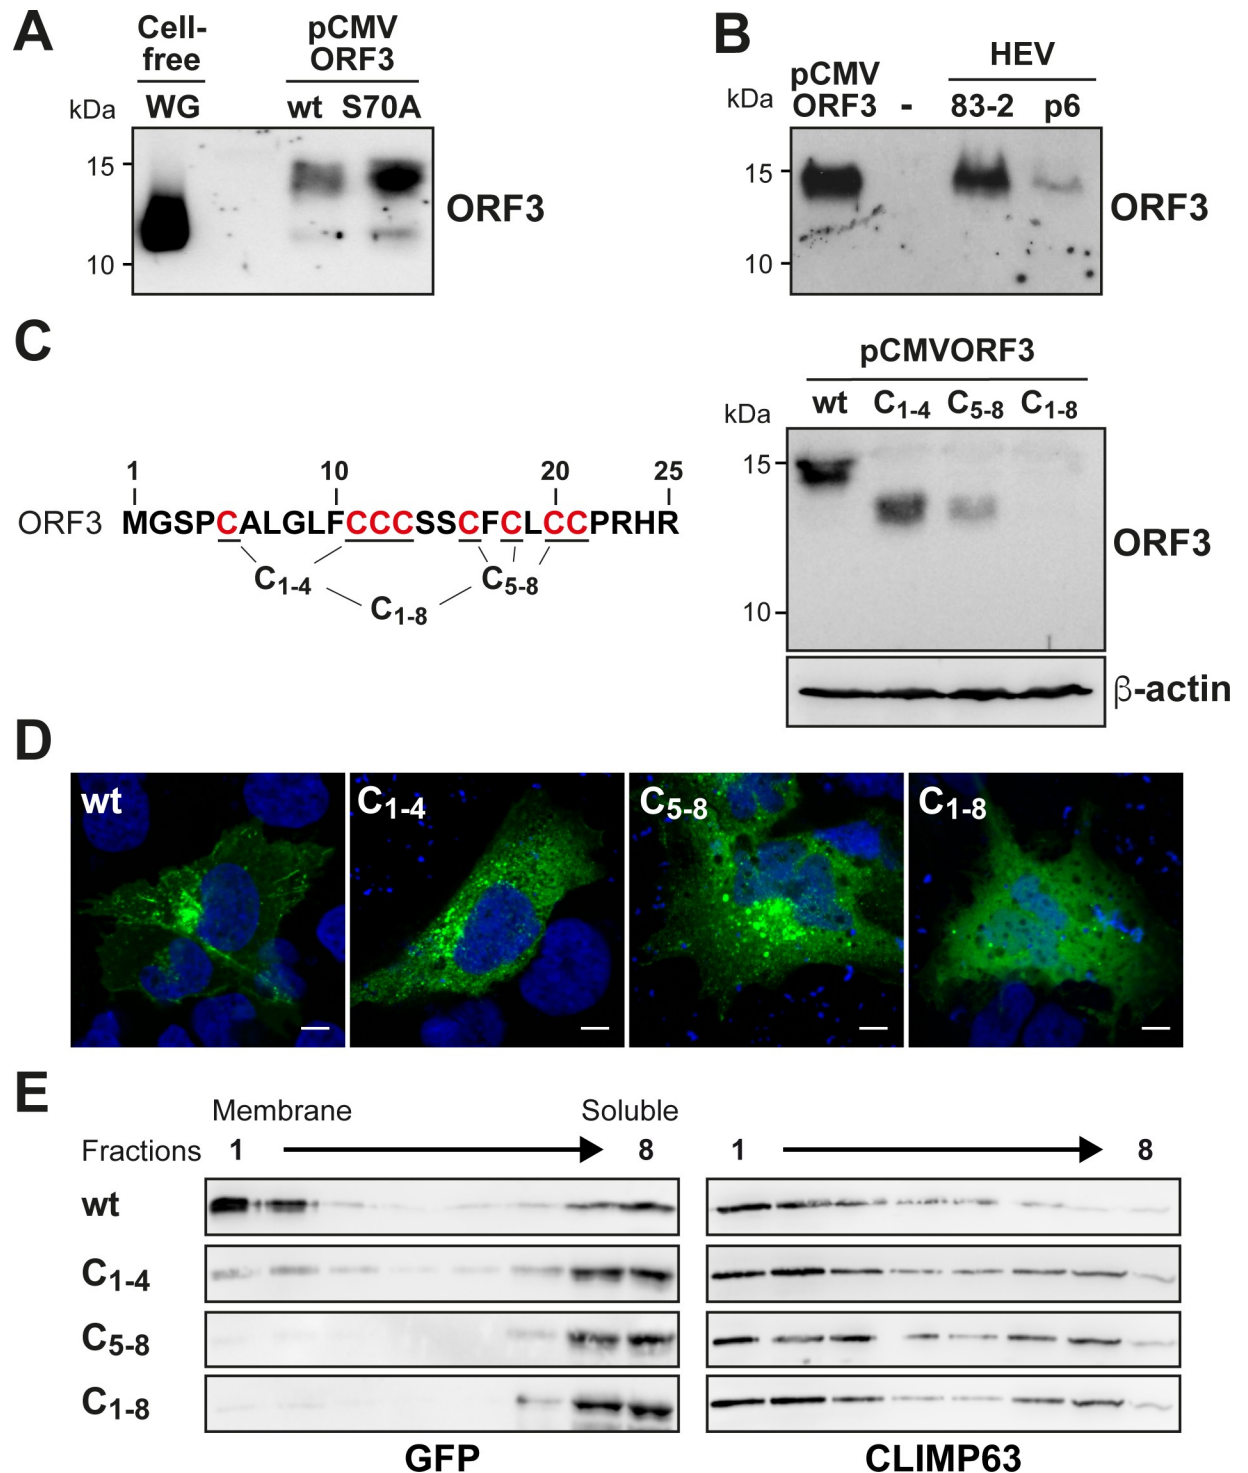 A
Cell-
free
WG
pCMV
ORF3
wt S70A
kDa
15
10
ORF3
B
pCMV
ORF3
-
HEV
83-2 p6
kDa
15
10
ORF3
C
1 10 20 25
ORF3 MGSPCALGLFCCCSSCFCLCCPRHR
C1-4 C5-8
C1-8
pCMVORF3
wt C1-4 C5-8 C1-8
kDa
15
10
ORF3
β-actin
D
wt C1-4 C5-8 C1-8
E
Membrane Soluble
Fractions 1 8 1 8
wt
C1-4
C5-8
C1-8
GFP CLIMP63